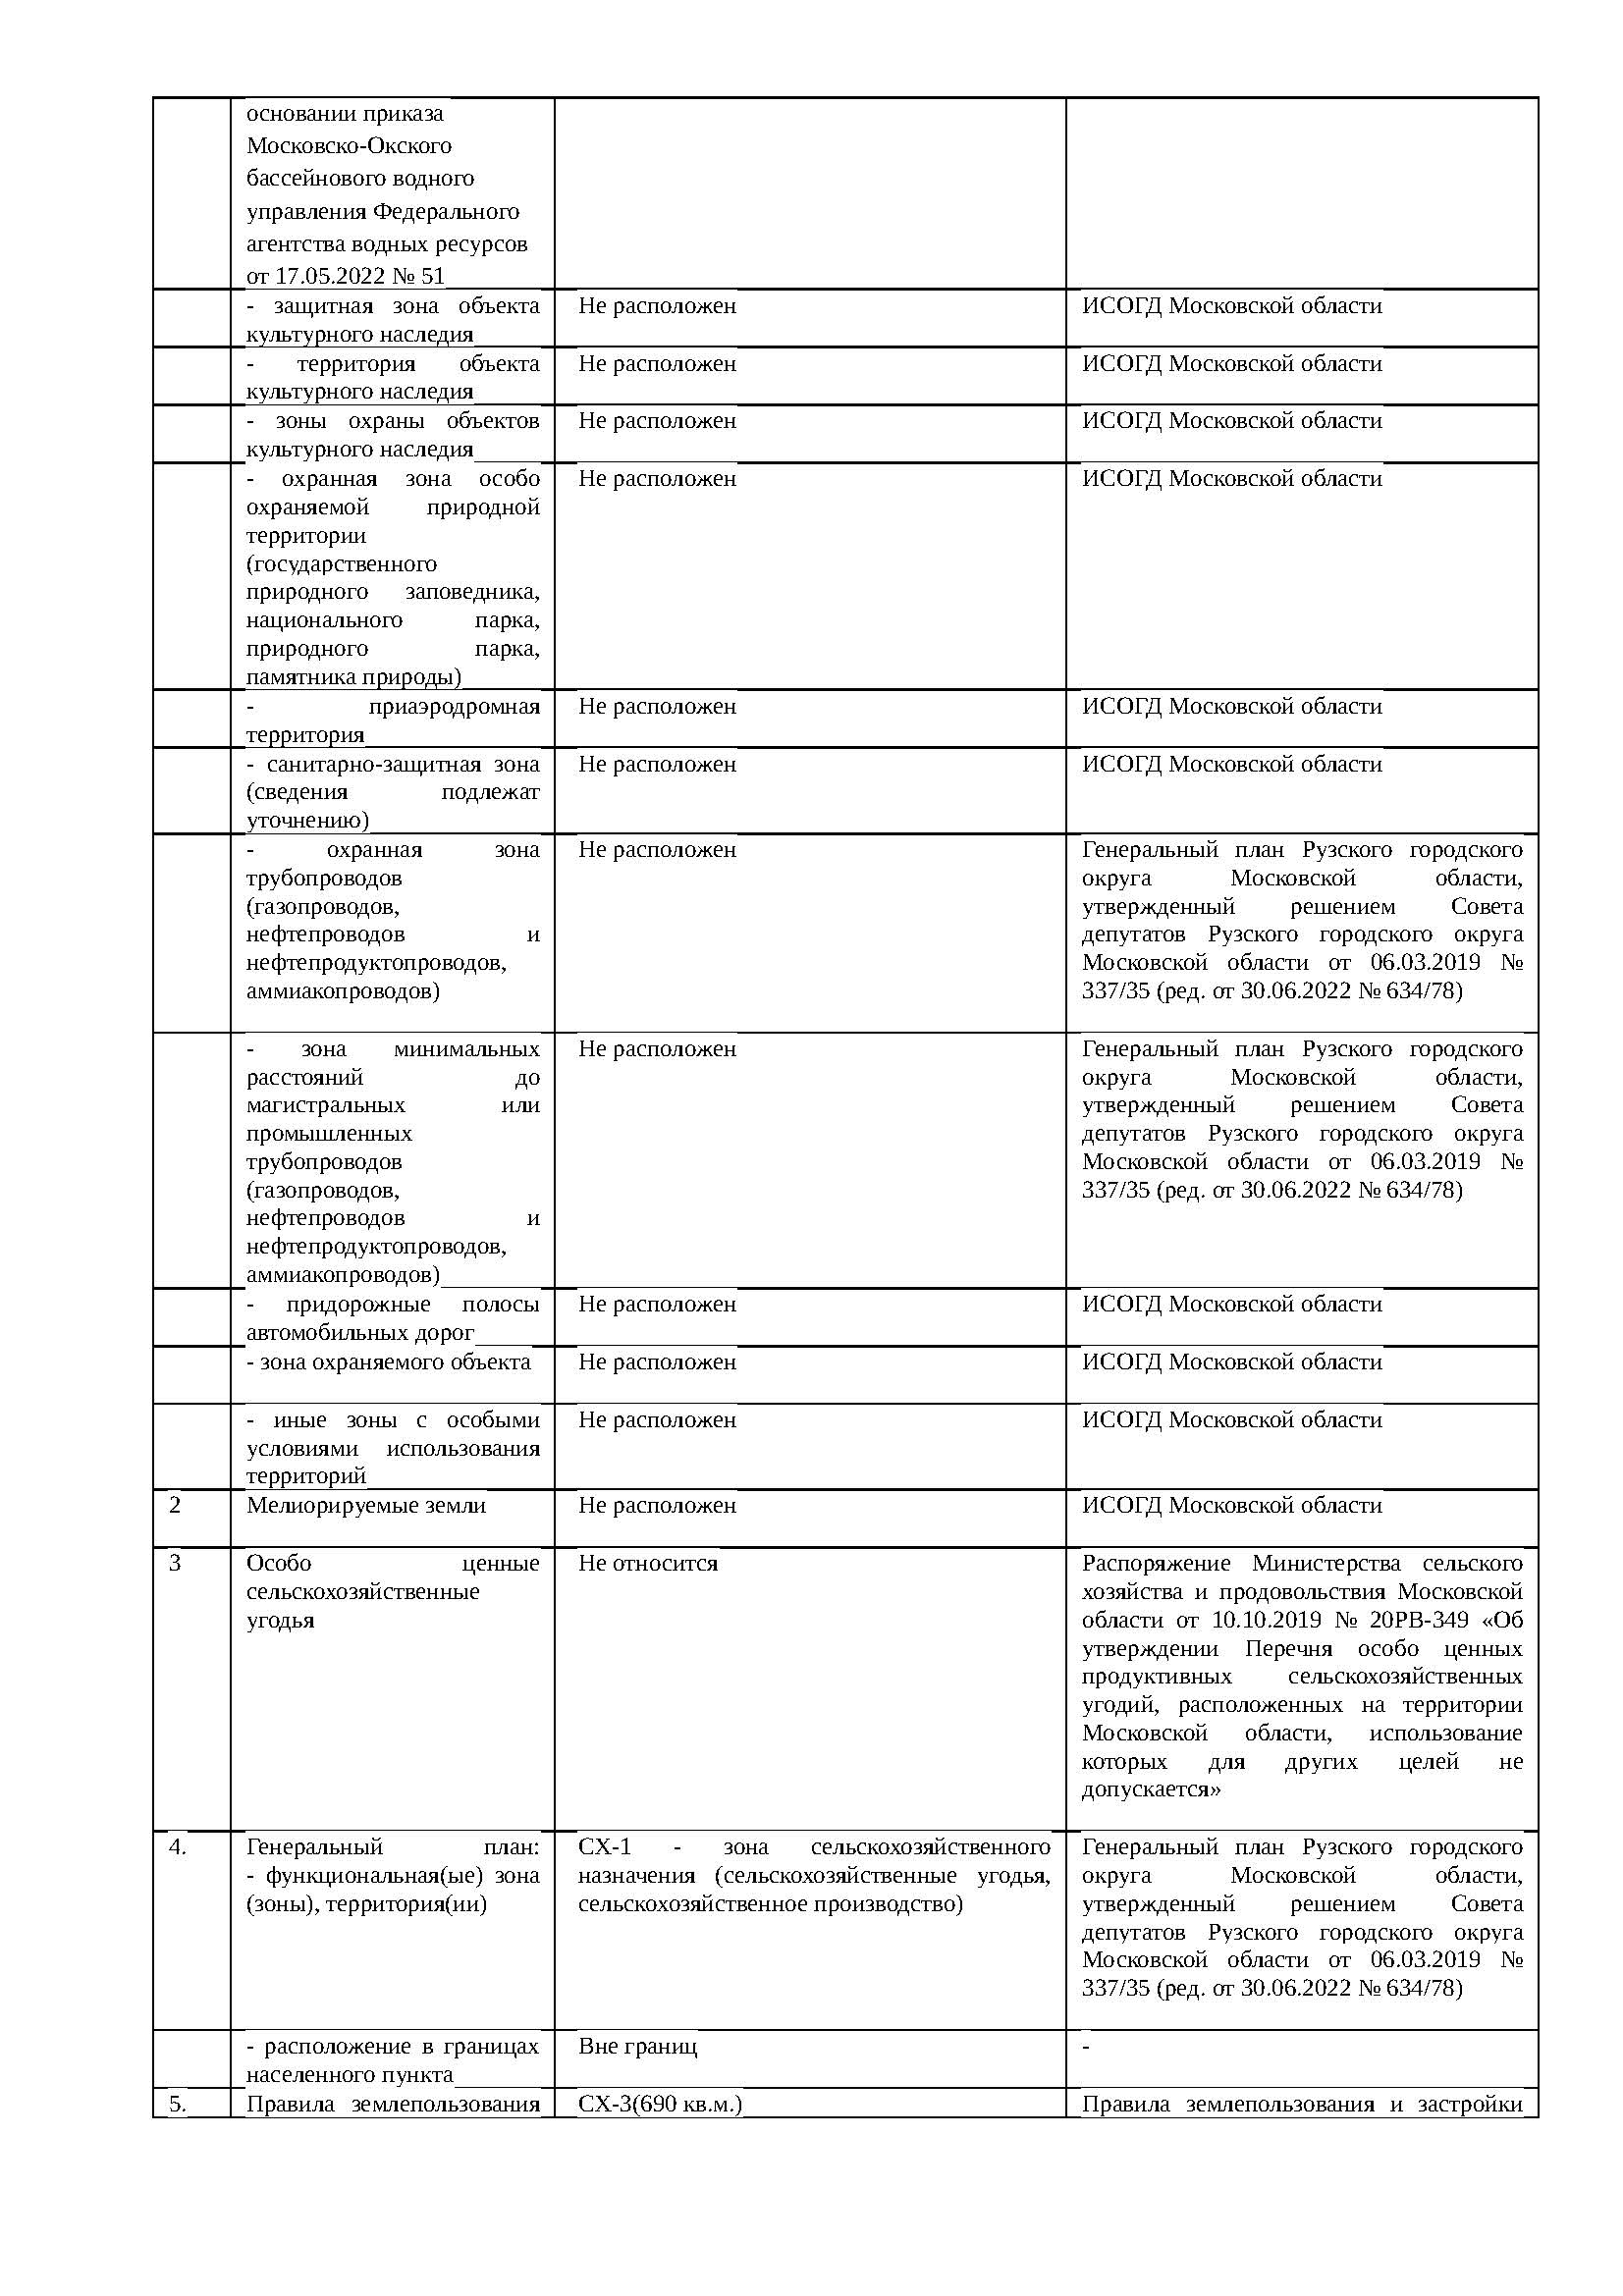 основании приказа
Московско-Окского
бассейнового водного
управления Федерального
агентства водных ресурсов
от 17.05.2022 № 51
- защитная зона объекта
культурного наследия
Не расположен
ИСОГД Московской области
- территория объекта
культурного наследия
Не расположен
ИСОГД Московской области
- зоны охраны объектов
культурного наследия
Не расположен
ИСОГД Московской области
- охранная зона особо
охраняемой природной
территории
(государственного
природного заповедника,
национального парка,
природного парка,
памятника природы)
Не расположен
ИСОГД Московской области
- приаэродромная
территория
Не расположен
ИСОГД Московской области
- санитарно-защитная зона
(сведения подлежат
уточнению)
Не расположен
ИСОГД Московской области
- охранная зона
трубопроводов
(газопроводов,
нефтепроводов и
нефтепродуктопроводов,
аммиакопроводов)
Не расположен
Генеральный план Рузского городского
округа Московской области,
утвержденный решением Совета
депутатов Рузского городского округа
Московской области от 06.03.2019 №
337/35 (ред. от 30.06.2022 № 634/78)
- зона минимальных
расстояний до
магистральных или
промышленных
трубопроводов
(газопроводов,
нефтепроводов и
нефтепродуктопроводов,
аммиакопроводов)
Не расположен
Генеральный план Рузского городского
округа Московской области,
утвержденный решением Совета
депутатов Рузского городского округа
Московской области от 06.03.2019 №
337/35 (ред. от 30.06.2022 № 634/78)
- придорожные полосы
автомобильных дорог
Не расположен
ИСОГД Московской области
- зона охраняемого объекта
Не расположен
ИСОГД Московской области
- иные зоны с особыми
условиями использования
территорий
Не расположен
ИСОГД Московской области
2
Мелиорируемые земли
Не расположен
ИСОГД Московской области
3
Особо ценные
сельскохозяйственные
угодья
Не относится
Распоряжение Министерства сельского
хозяйства и продовольствия Московской
области от 10.10.2019 № 20РВ-349 «Об
утверждении Перечня особо ценных
продуктивных сельскохозяйственных
угодий, расположенных на территории
Московской области, использование
которых для других целей не
допускается»
4.
Генеральный план:
- функциональная(ые) зона
(зоны), территория(ии)
СХ-1 - зона сельскохозяйственного
назначения (сельскохозяйственные угодья,
сельскохозяйственное производство)
Генеральный план Рузского городского
округа Московской области,
утвержденный решением Совета
депутатов Рузского городского округа
Московской области от 06.03.2019 №
337/35 (ред. от 30.06.2022 № 634/78)
- расположение в границах
населенного пункта
Вне границ
-
5.
Правила землепользования
СХ-3(690 кв.м.)
Правила землепользования и застройки